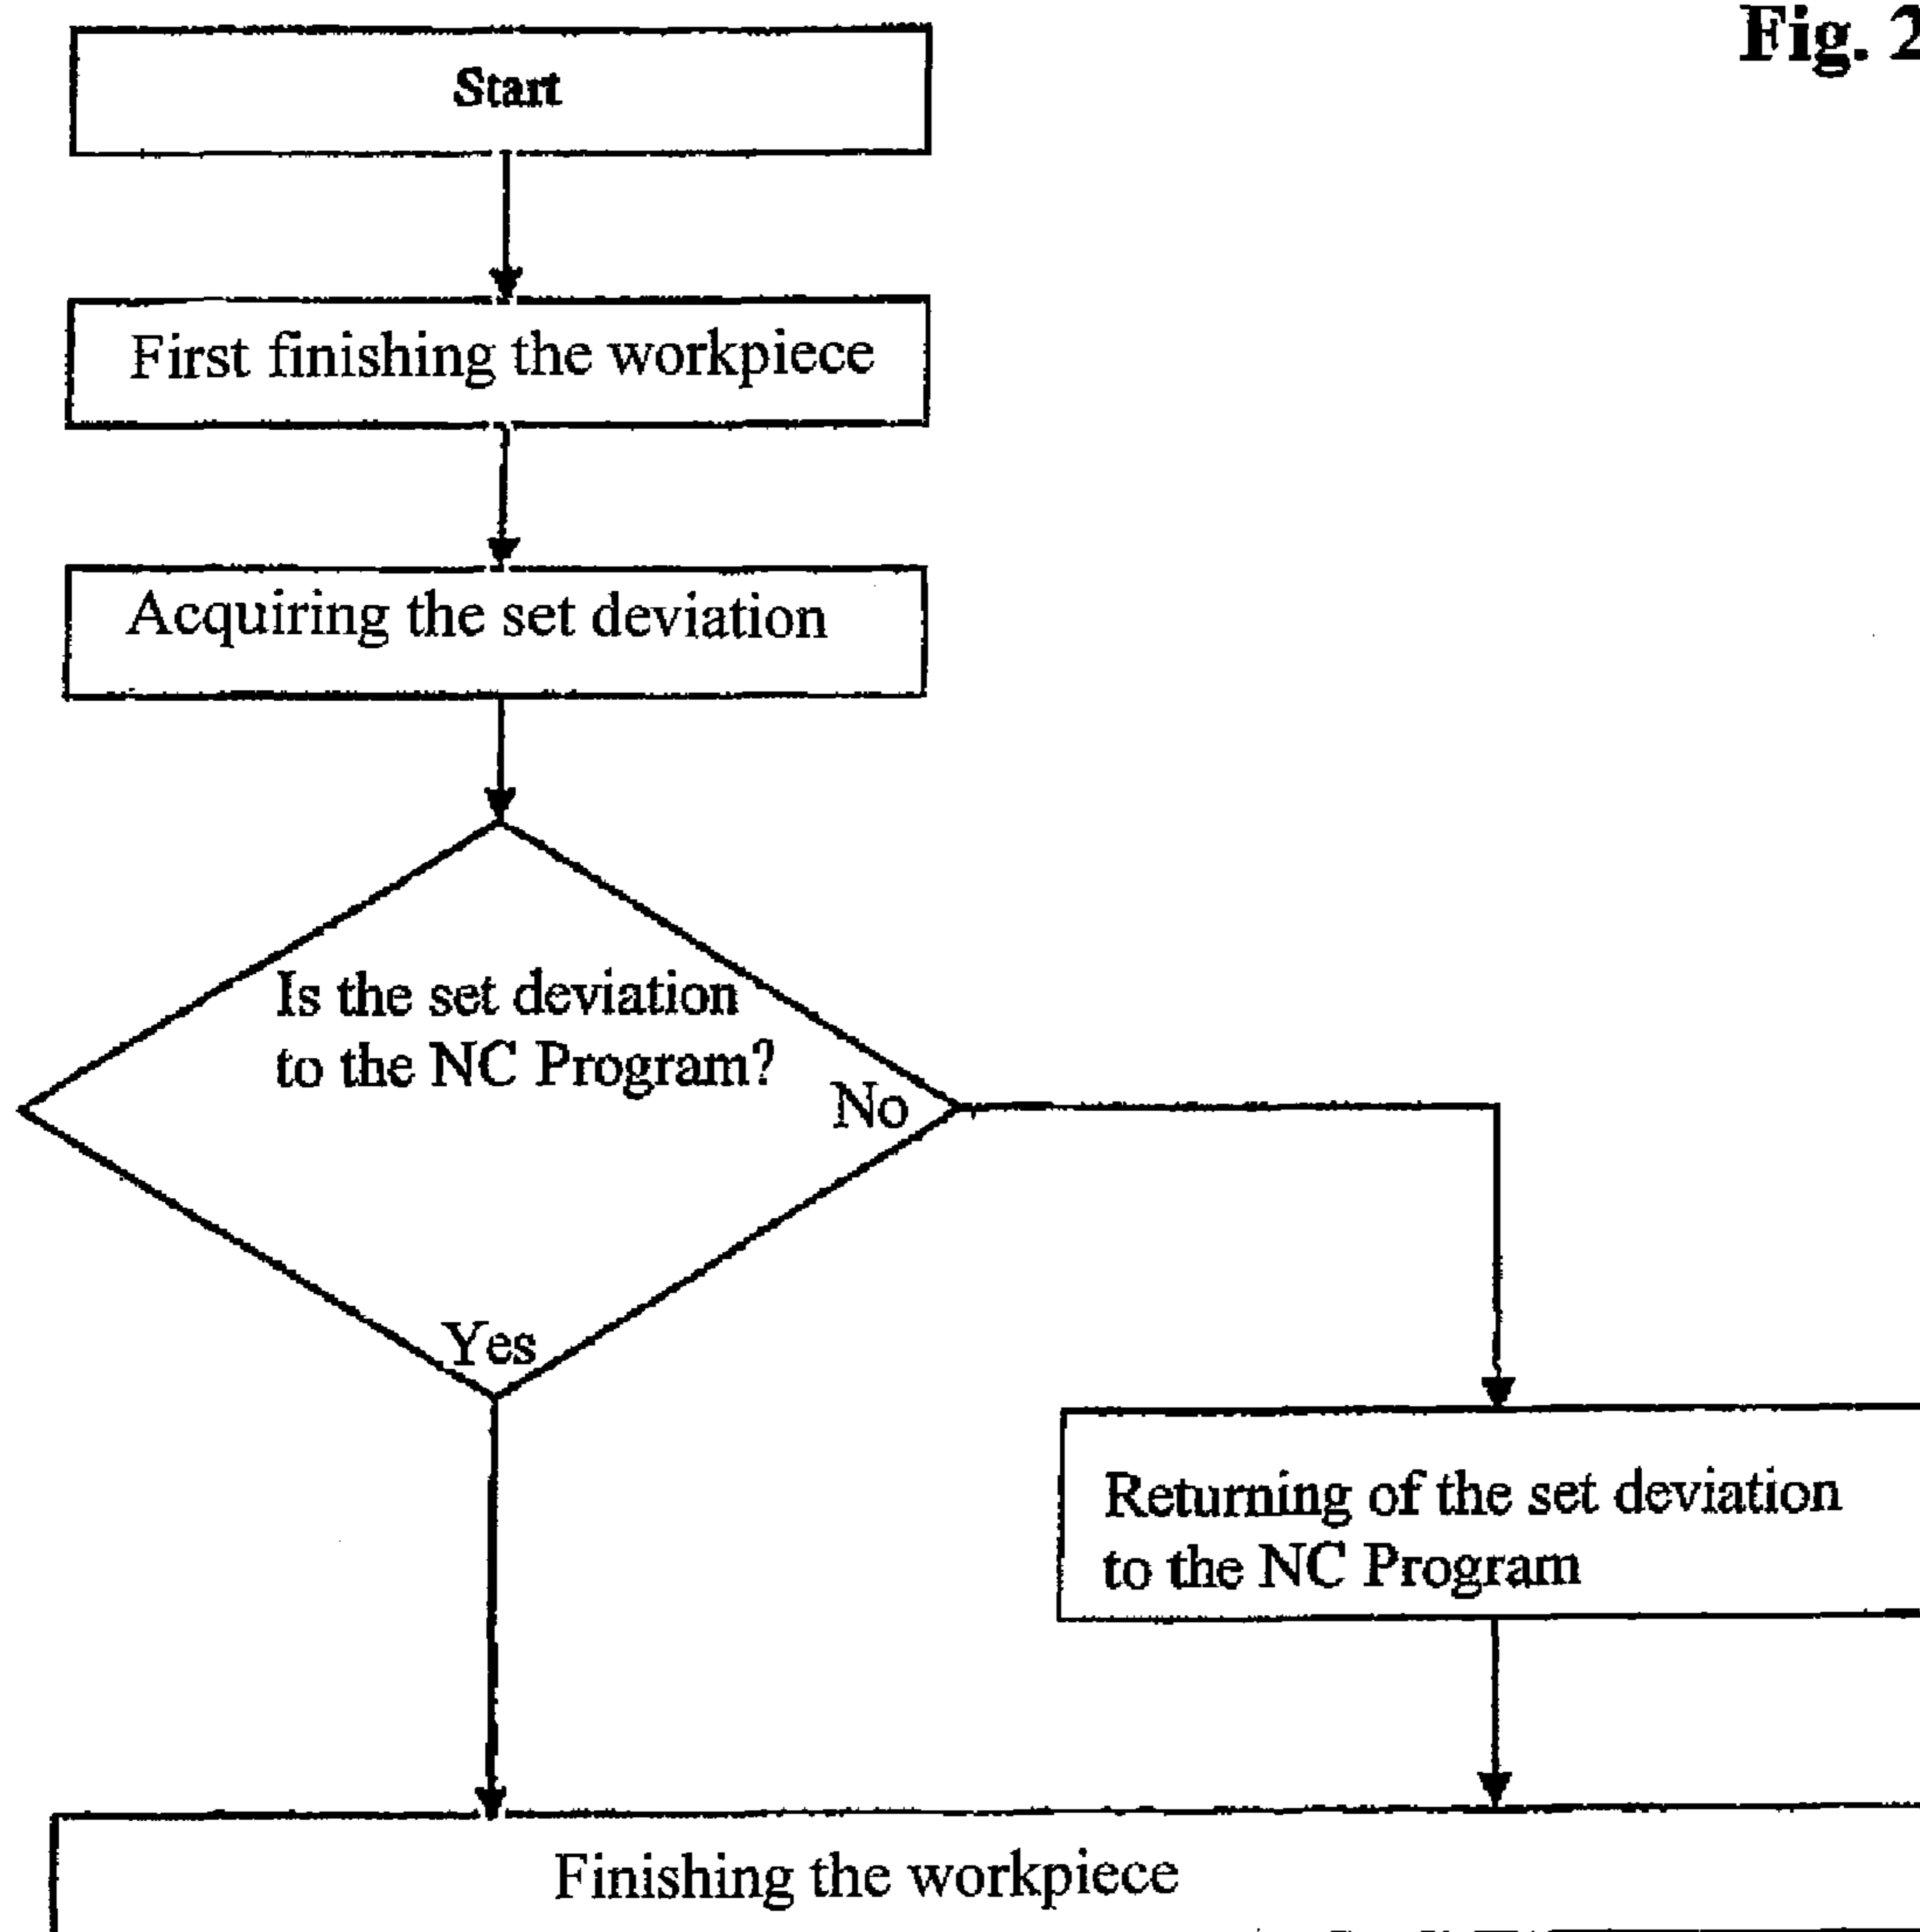 Fig. 2
Start
First finishing the workpiece
Acquiring the set deviation
Is the set deviation
to the NC Program?
No
Yes
Returning of the set deviation
to the NC Program
Finishing the workpiece